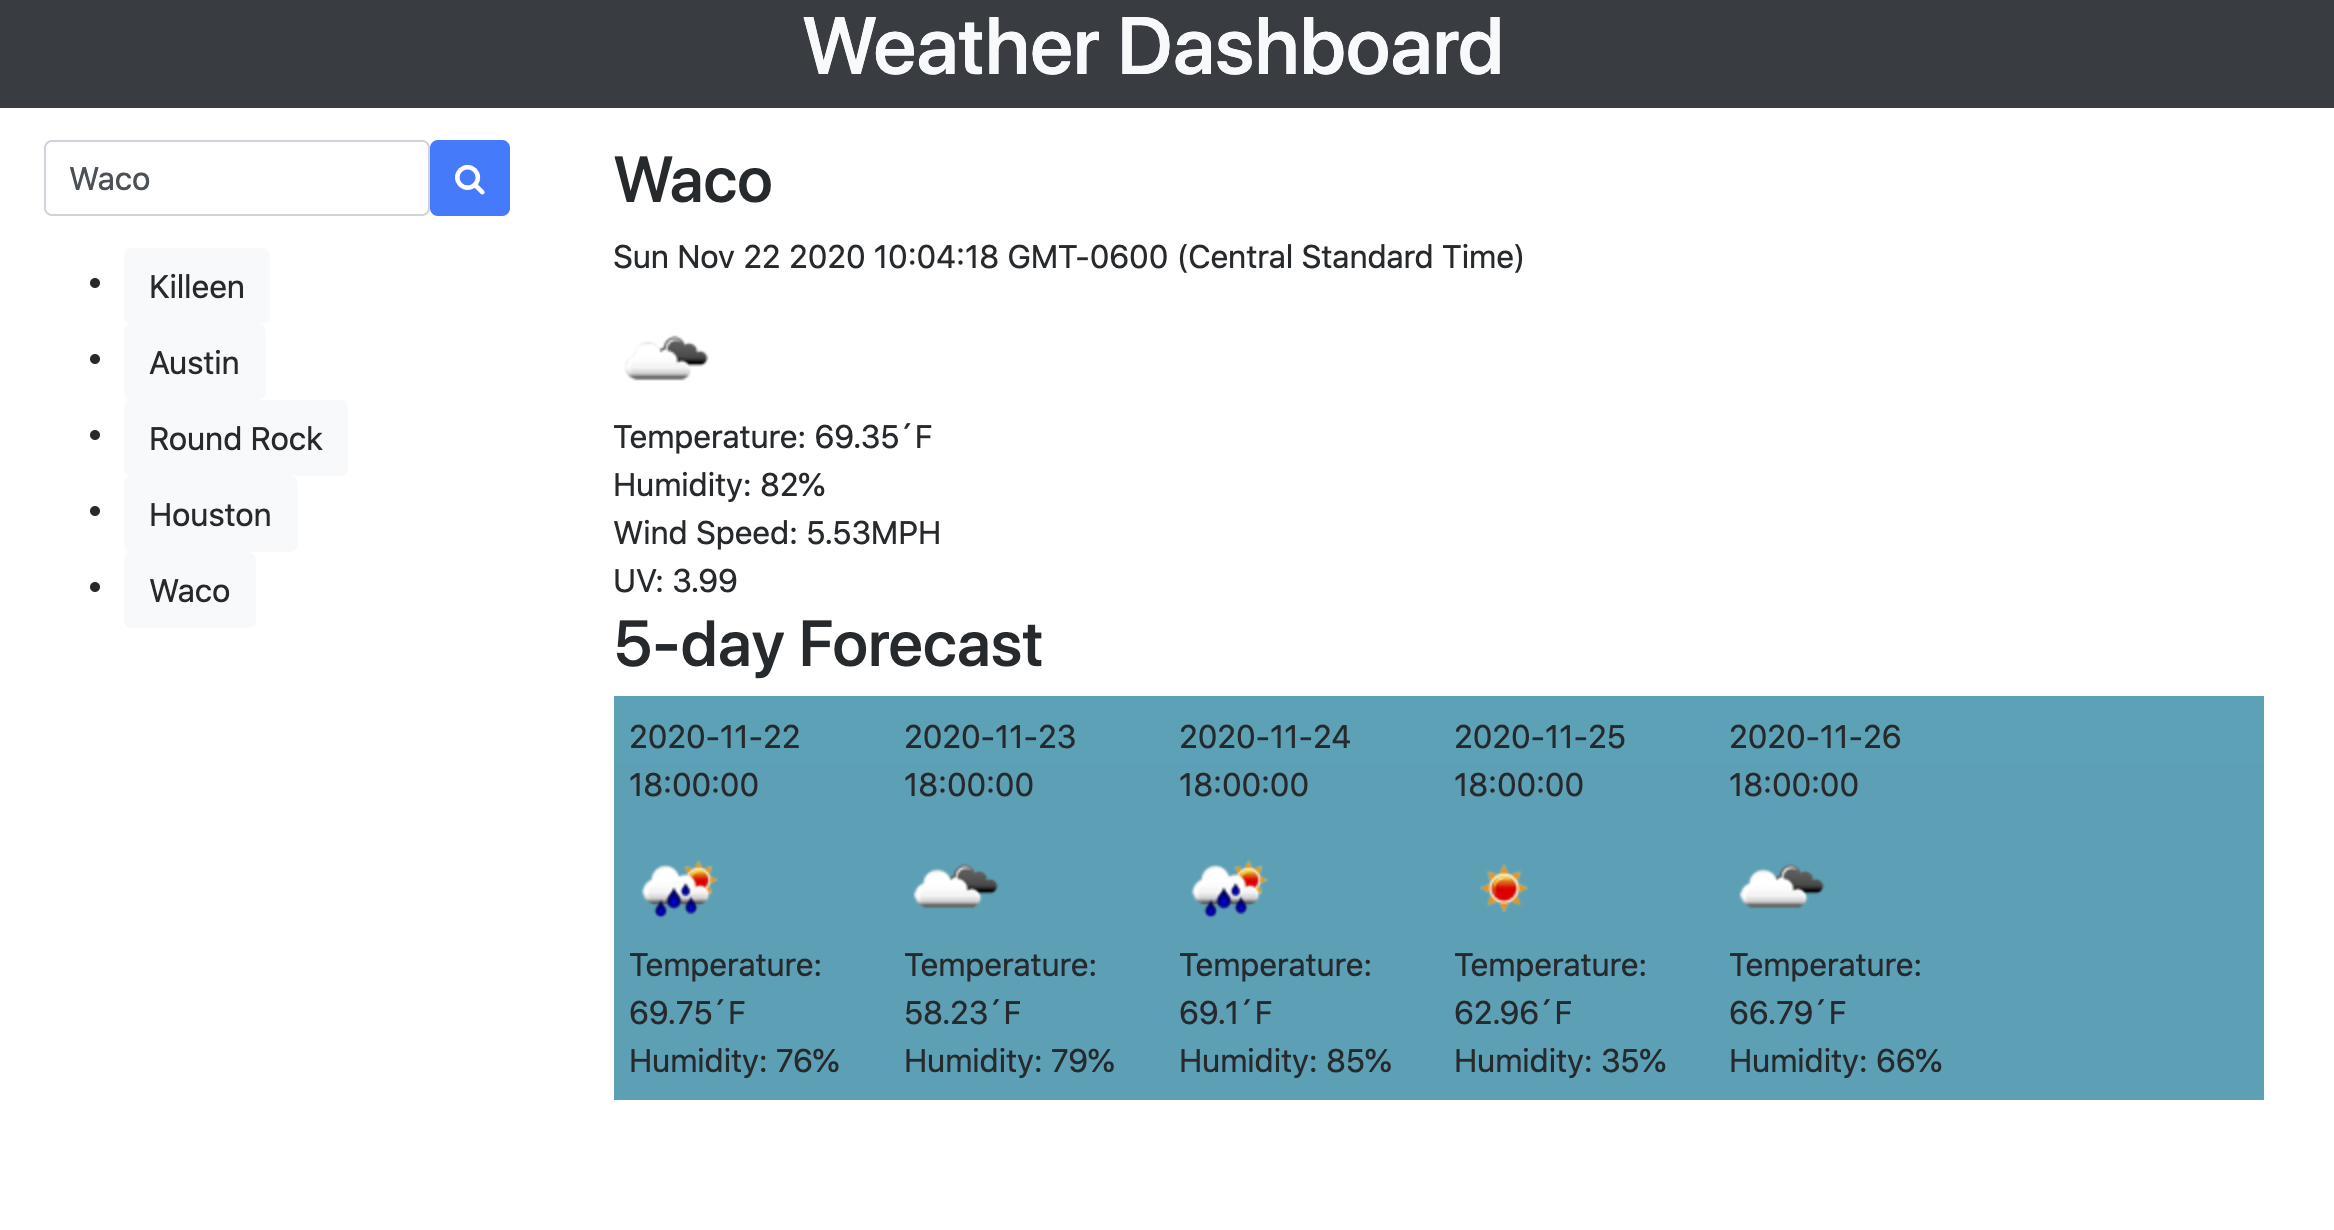 Weather Dashboard
Waco
Killeen
Austin
Round Rock
Houston
Waco
Waco
Sun Nov 22 2020 10:04:18 GMT-0600 (Central Standard Time)
Temperature: 69.35´F
Humidity: 82%
Wind Speed: 5.53MPH
UV: 3.99
5-day Forecast
2020-11-22
18:00:00
Temperature:
69.75´F
Humidity: 76%
2020-11-23
18:00:00
Temperature:
58.23´F
Humidity: 79%
2020-11-24
18:00:00
Temperature:
69.1´F
Humidity: 85%
2020-11-25
18:00:00
Temperature:
62.96´F
Humidity: 35%
2020-11-26
18:00:00
Temperature:
66.79´F
Humidity: 66%